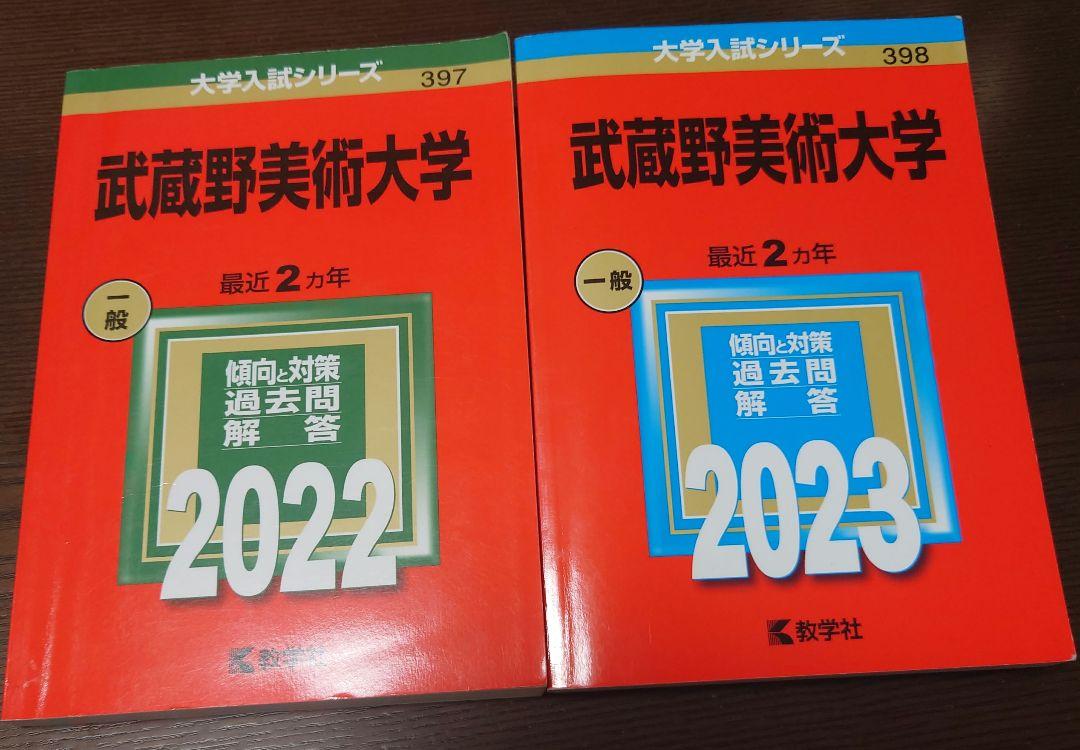 大学入試シリーズ 397
武蔵野美術大学
最近2カ年
一般
傾向と対策
過去問
解答
2022
教学社
大学入試シリーズ 398
武蔵野美術大学
最近2カ年
一般
傾向と対策
過去問
解答
2023
教学社